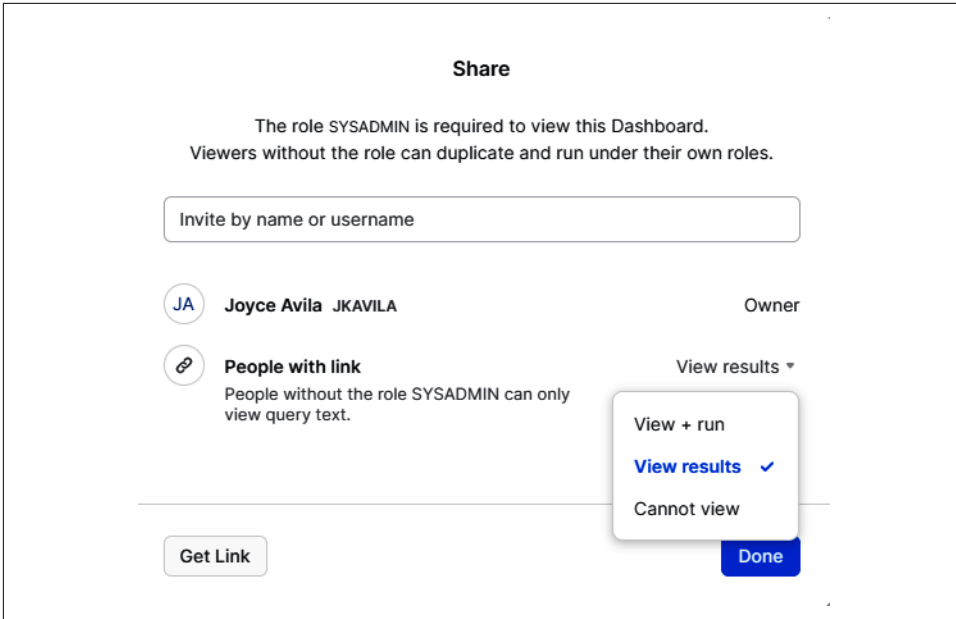 Share
The role SYSADMIN is required to view this Dashboard.
Viewers without the role can duplicate and run under their own roles.
Invite by name or username
JA Joyce Avila JKAVILA Owner
People with link View results
People without the role SYSADMIN can only
view query text.
View + run
View results
Cannot view
Get Link Done